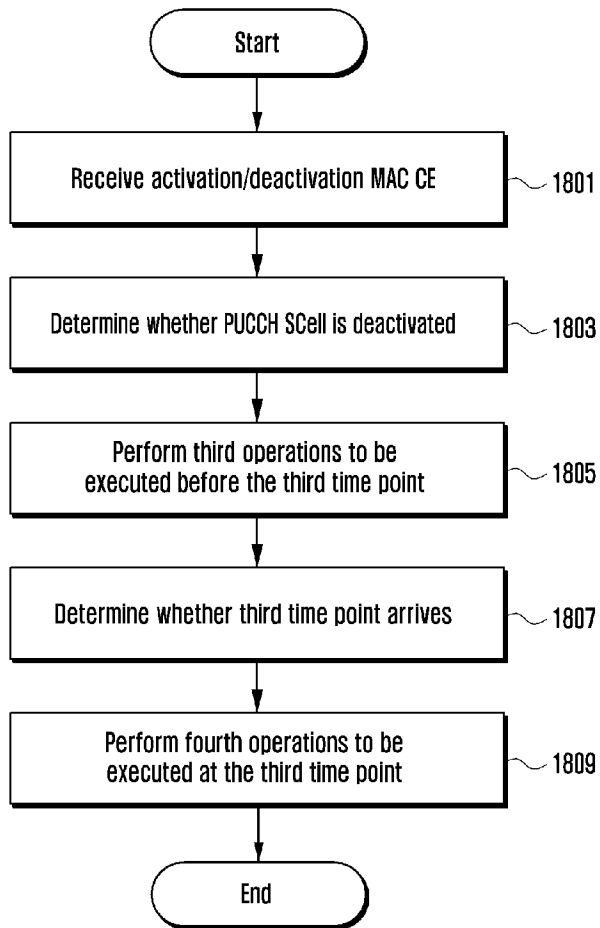 Start
Receive activation/deactivation MAC CE
1801
Determine whether PUCCH SCell is deactivated
1803
Perform third operations to be
executed before the third time point
1805
Determine whether third time point arrives
1807
Perform fourth operations to be
executed at the third time point
1809
End